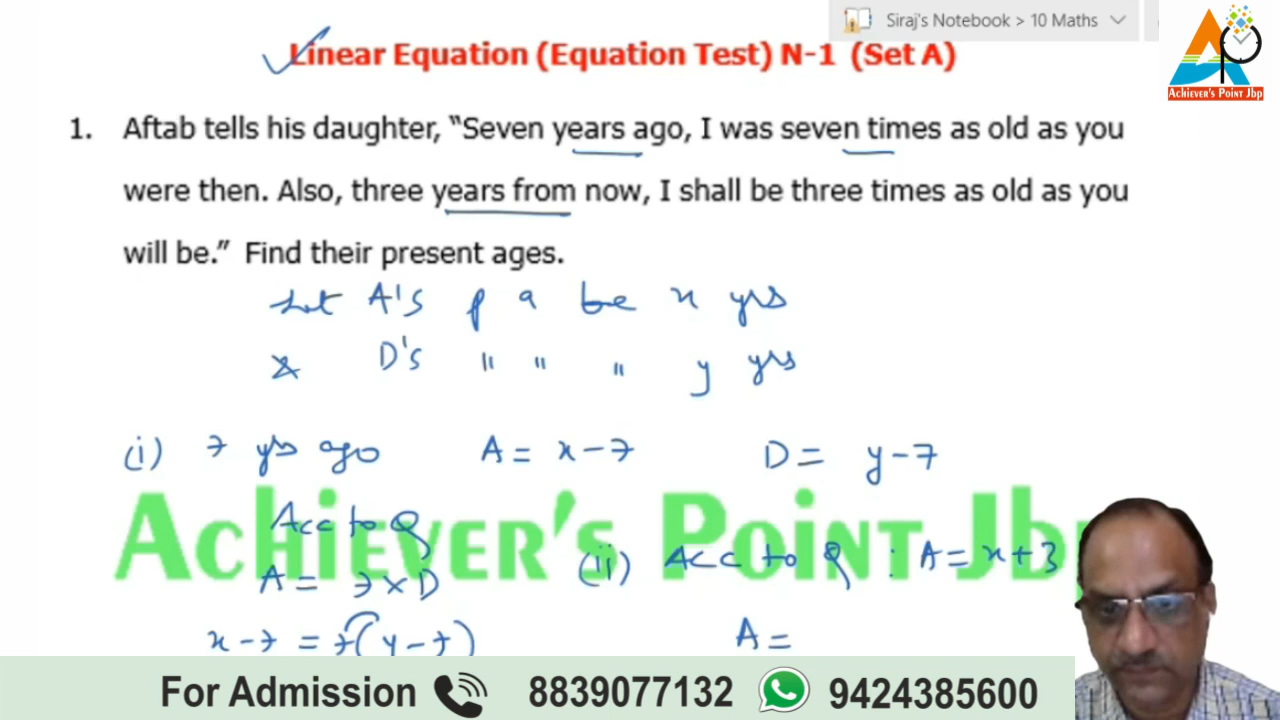 Siraj's Notebook > 10 Maths
Linear Equation (Equation Test) N-1 (Set A)
ACHIEVER'S POINT JBP
1. Aftab tells his daughter, "Seven years ago, I was seven times as old as you
were then. Also, three years from now, I shall be three times as old as you
will be." Find their present ages.
Let A's p a be x yrs
& D's " " " y yrs
(i) 7 yrs ago A = x-7 D = y-7
ACHIEVER'S POINT Jbp
Acc to Q
(ii) Acc to Q : A = x+3
A = 7×D
x-7 = 7(y-7)
A =
For Admission 8839077132 9424385600